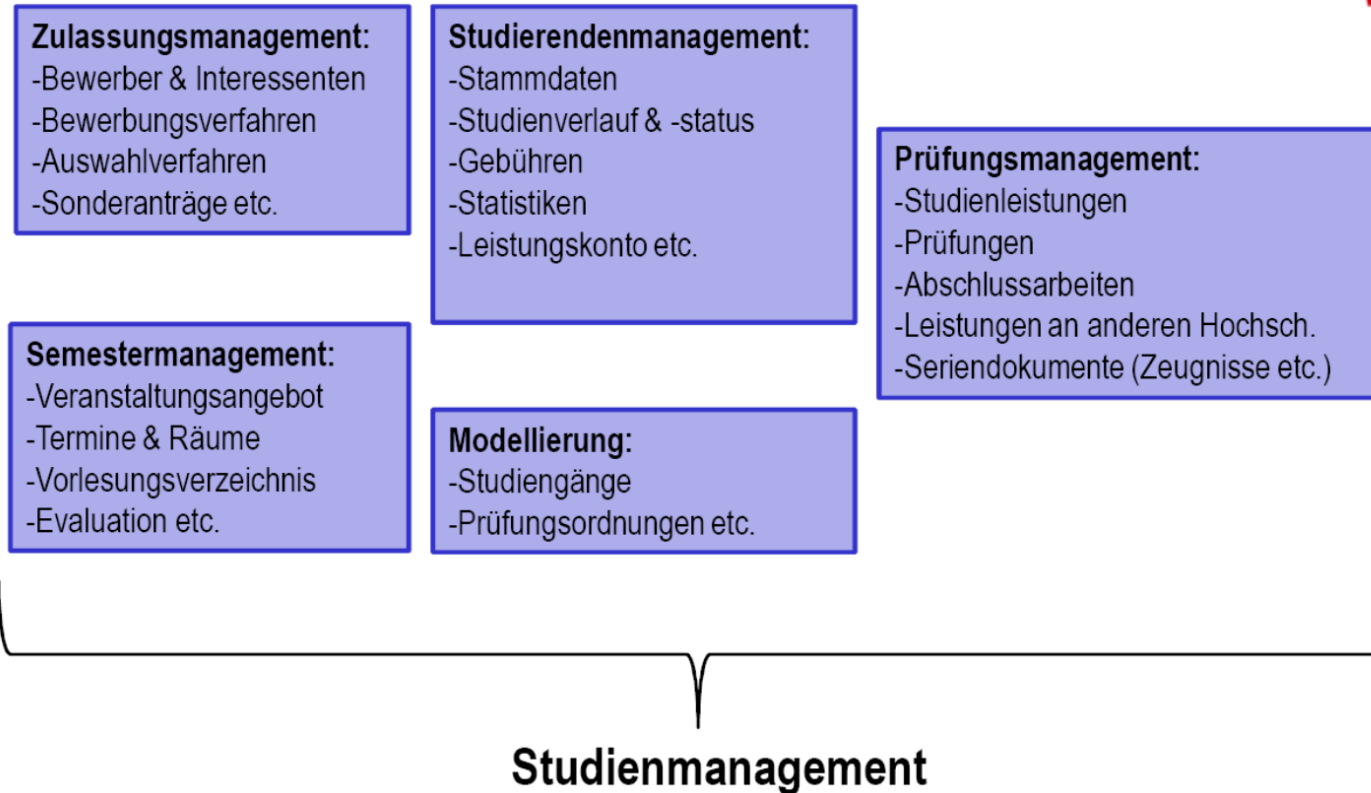 Zulassungsmanagement:
-Bewerber & Interessenten
-Bewerbungsverfahren
-Auswahlverfahren
-Sonderanträge etc.
Studierendenmanagement:
-Stammdaten
-Studienverlauf & -status
-Gebühren
-Statistiken
-Leistungskonto etc.
Prüfungsmanagement:
-Studienleistungen
-Prüfungen
-Abschlussarbeiten
-Leistungen an anderen Hochsch.
-Seriendokumente (Zeugnisse etc.)
Semestermanagement:
-Veranstaltungsangebot
-Termine & Räume
-Vorlesungsverzeichnis
-Evaluation etc.
Modellierung:
-Studiengänge
-Prüfungsordnungen etc.
Studienmanagement